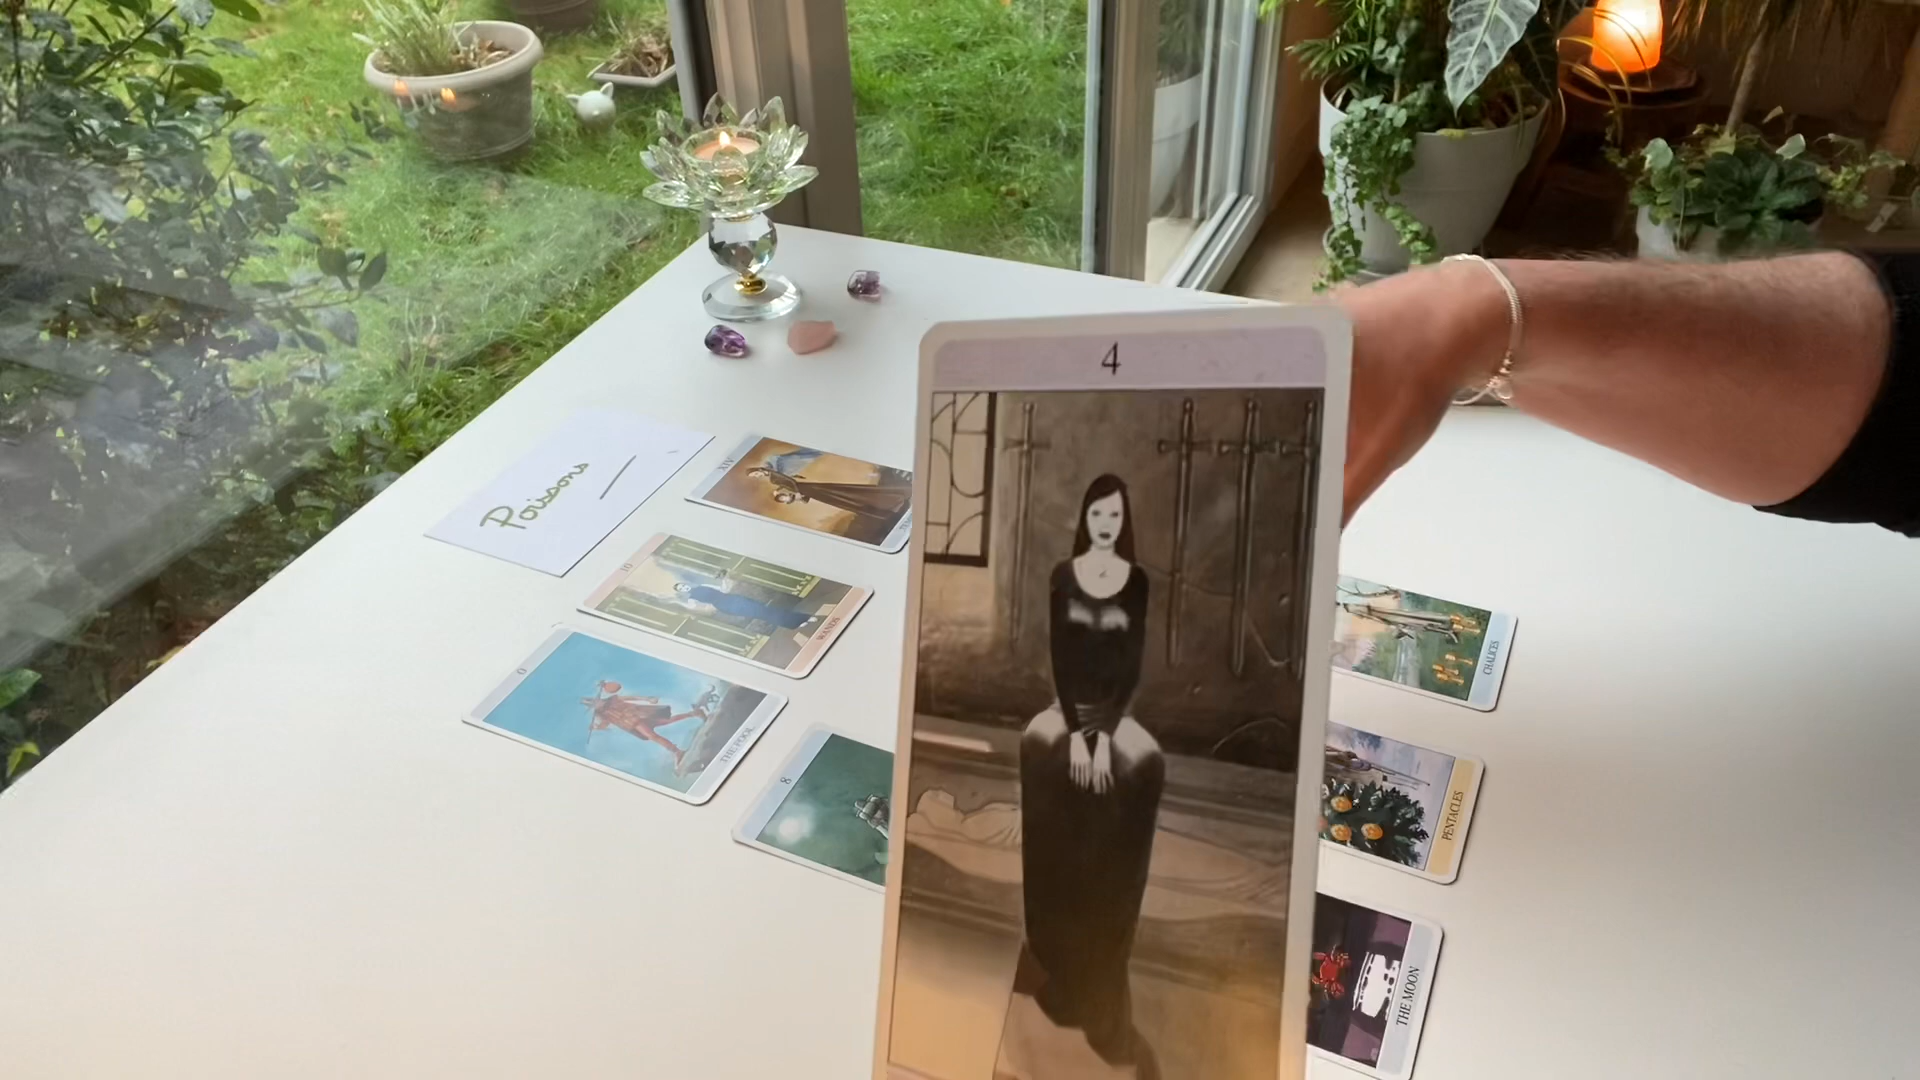 4
Poissons
XIV
10
WANDS
0
THE FOOL
8
CHALICES
PENTACLES
THE MOON